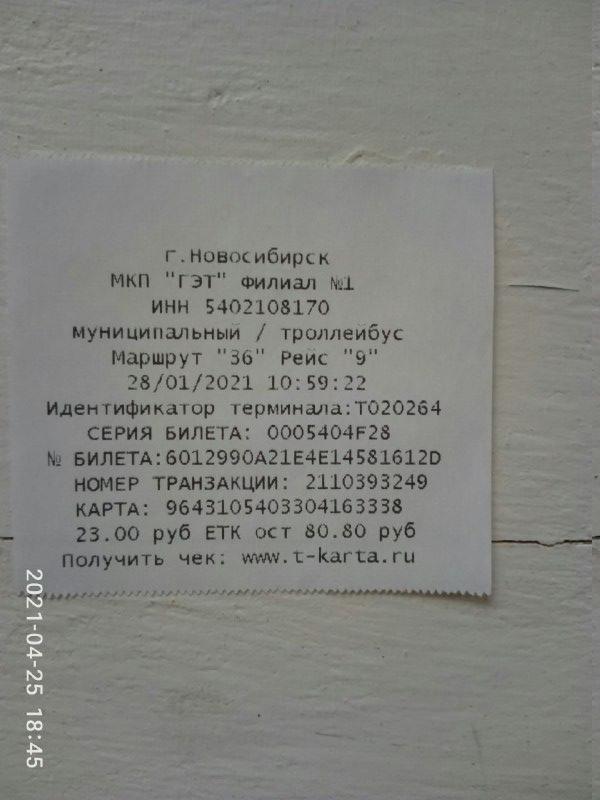 г.Новосибирск
МКП "ГЭТ" Филиал №1
ИНН 5402108170
муниципальный / троллейбус
Маршрут "36" Рейс "9"
28/01/2021 10:59:22
Идентификатор терминала:T020264
СЕРИЯ БИЛЕТА: 0005404F28
№ БИЛЕТА:6012990A21E4E14581612D
НОМЕР ТРАНЗАКЦИИ: 2110393249
КАРТА: 9643105403304163338
23.00 руб ЕТК ост 80.80 руб
Получить чек: www.t-karta.ru
2021-04-25 18:45